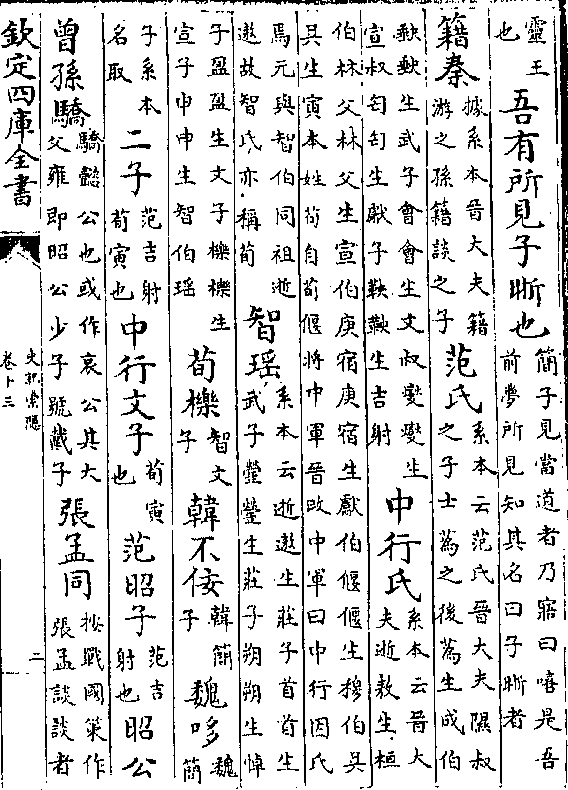 靈王也吾有所見子晰也簡子見當道者乃寤曰嘻是吾前夢所見知其名曰子晰者
籍秦據系本晉大夫籍游之孫籍談之子范氏系本云范氏晉大夫隰叔之子士蒍之後蒍生成伯
缺缺生武子會會生文叔燮燮生宣叔匄匄生獻子鞅鞅生吉射中行氏系本云晉大夫逝敖生桓
伯林父林父生宣伯庚宿庚宿生獻伯偃偃生穆伯吳吳生寅本姓荀自荀偃將中軍晉改中軍曰中行因氏
焉元與智伯同祖逝遨故智氏亦稱荀智瑶系本云逝遨生莊子首首生武子罃罃生莊子朔朔生悼
子盈盈生文子櫟櫟生宣子申申生智伯瑶荀櫟智文子韓不佞韓簡子魏哆魏簡
子系本名取二子范吉射荀寅也中行文子荀寅也范昭子范吉射也昭公
曾孫驕驕懿公也或作哀公其大父雍即昭公少子號戴子張孟同按戰國策作張孟談談者
欽定四庫全書
史記索隱
卷十三
二